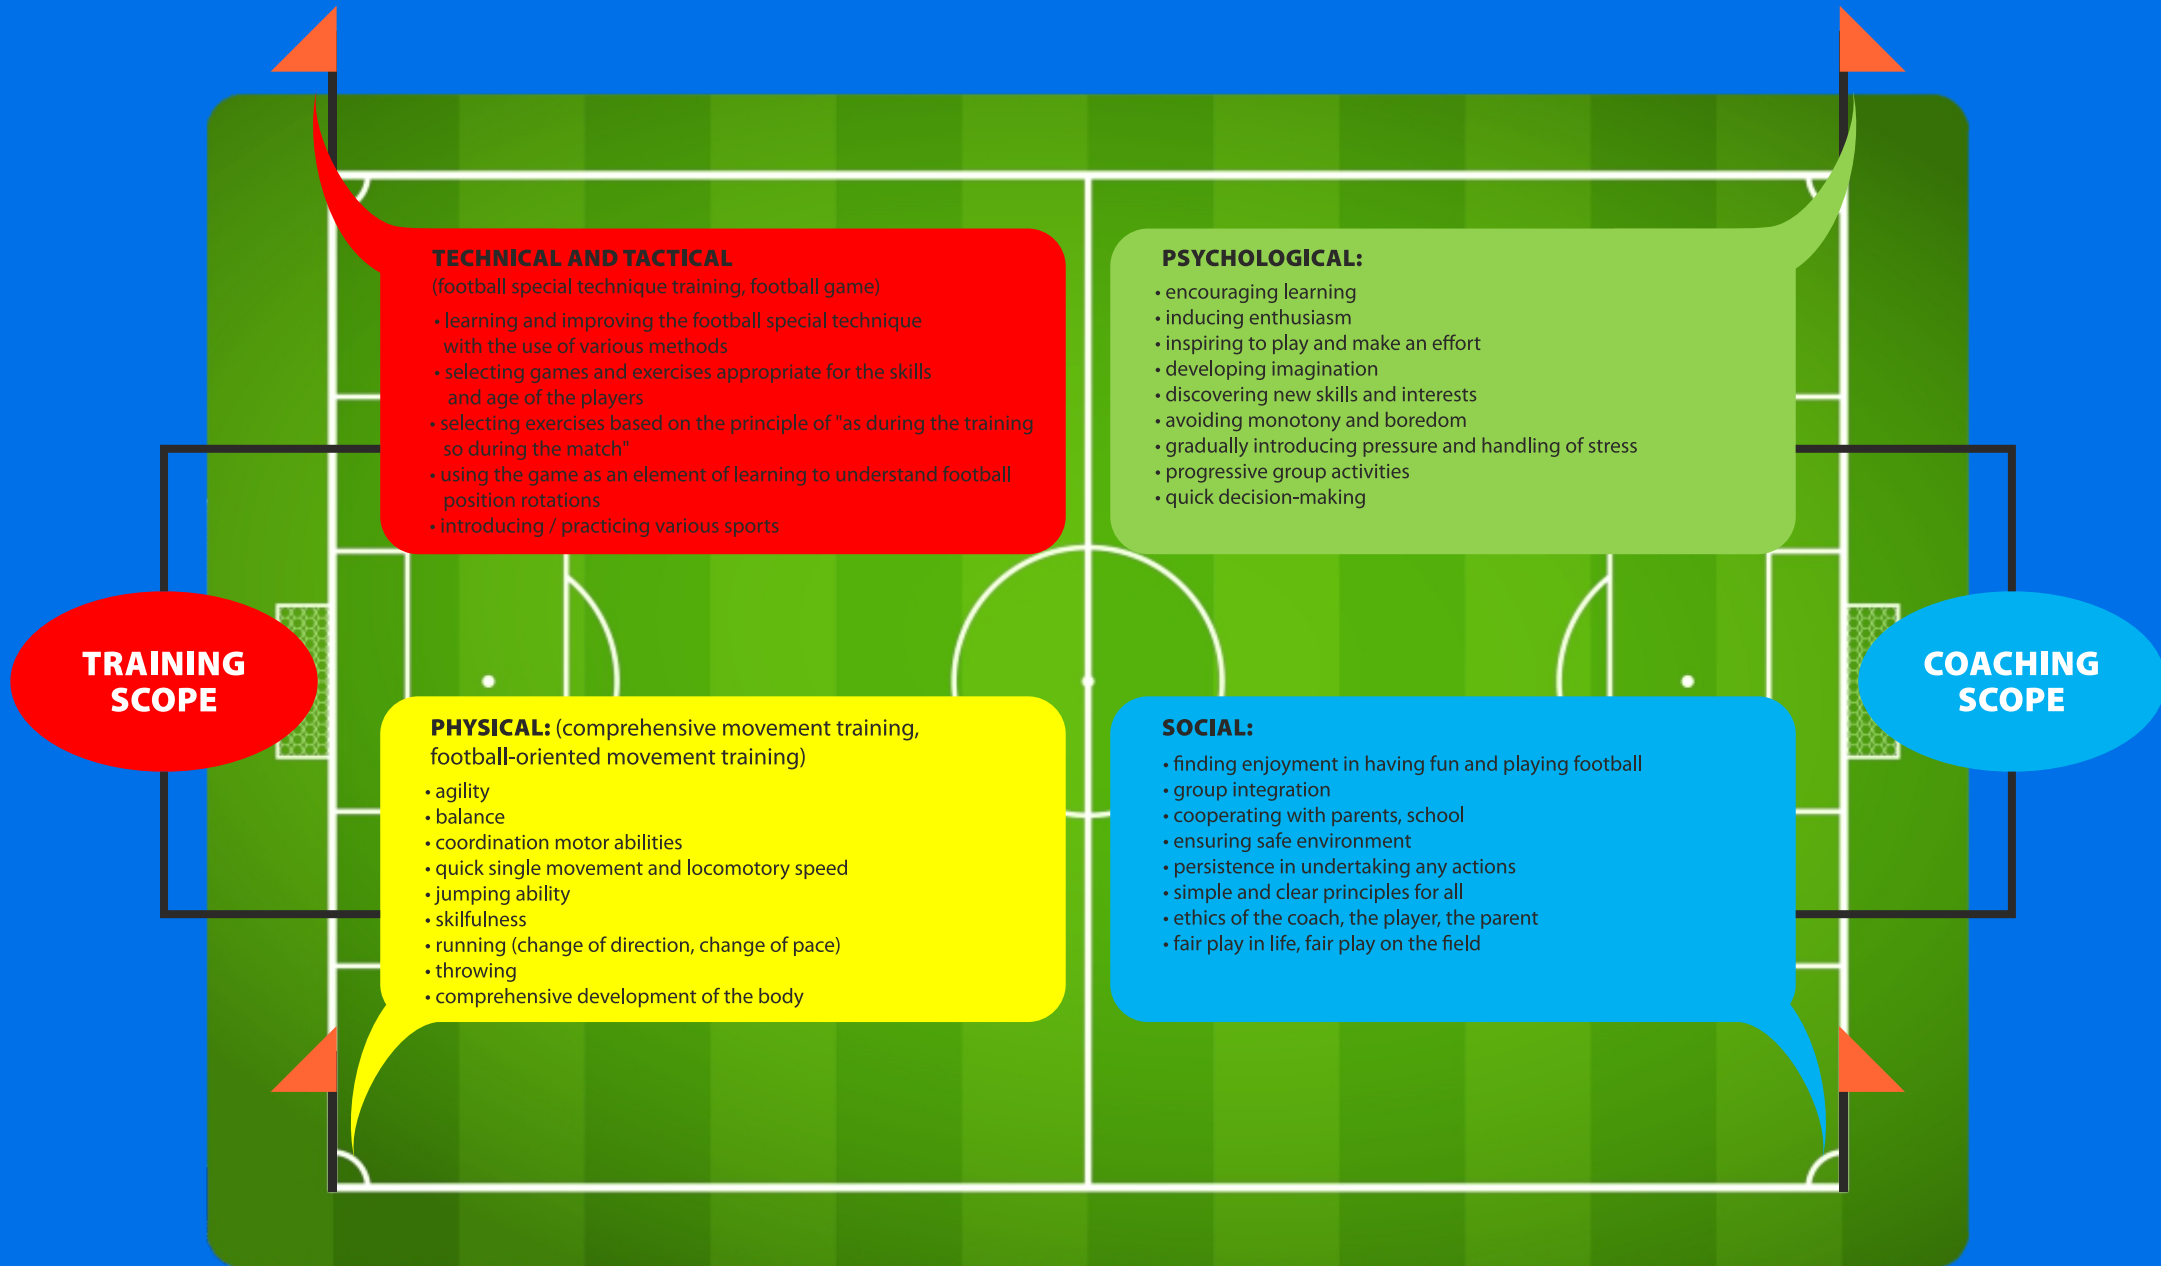 TECHNICAL AND TACTICAL
(football special technique training, football game)
• learning and improving the football special technique
with the use of various methods
• selecting games and exercises appropriate for the skills
and age of the players
• selecting exercises based on the principle of "as during the training
so during the match"
• using the game as an element of learning to understand football
position rotations
• introducing / practicing various sports
PSYCHOLOGICAL:
• encouraging learning
• inducing enthusiasm
• inspiring to play and make an effort
• developing imagination
• discovering new skills and interests
• avoiding monotony and boredom
• gradually introducing pressure and handling of stress
• progressive group activities
• quick decision-making
TRAINING
SCOPE
COACHING
SCOPE
PHYSICAL: (comprehensive movement training,
football-oriented movement training)
• agility
• balance
• coordination motor abilities
• quick single movement and locomotory speed
• jumping ability
• skilfulness
• running (change of direction, change of pace)
• throwing
• comprehensive development of the body
SOCIAL:
• finding enjoyment in having fun and playing football
• group integration
• cooperating with parents, school
• ensuring safe environment
• persistence in undertaking any actions
• simple and clear principles for all
• ethics of the coach, the player, the parent
• fair play in life, fair play on the field